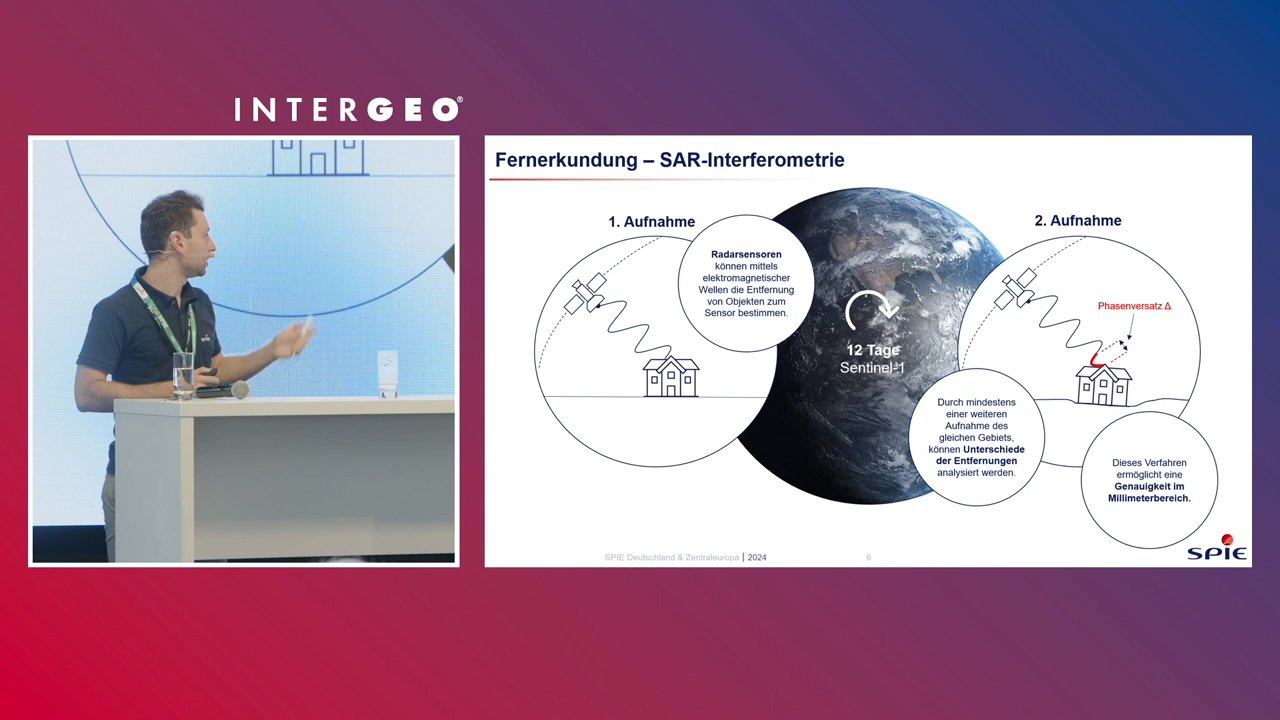 INTERGEO®
Fernerkundung – SAR-Interferometrie
1. Aufnahme
Radarsensoren
können mittels
elektromagnetischer
Wellen die Entfernung
von Objekten zum
Sensor bestimmen.
12 Tage
Sentinel-1
2. Aufnahme
Phasenversatz Δ
Durch mindestens
einer weiteren
Aufnahme des
gleichen Gebiets,
können Unterschiede
der Entfernungen
analysiert werden.
Dieses Verfahren
ermöglicht eine
Genauigkeit im
Millimeterbereich.
SPIE Deutschland & Zentraleuropa | 2024
6
SPIE